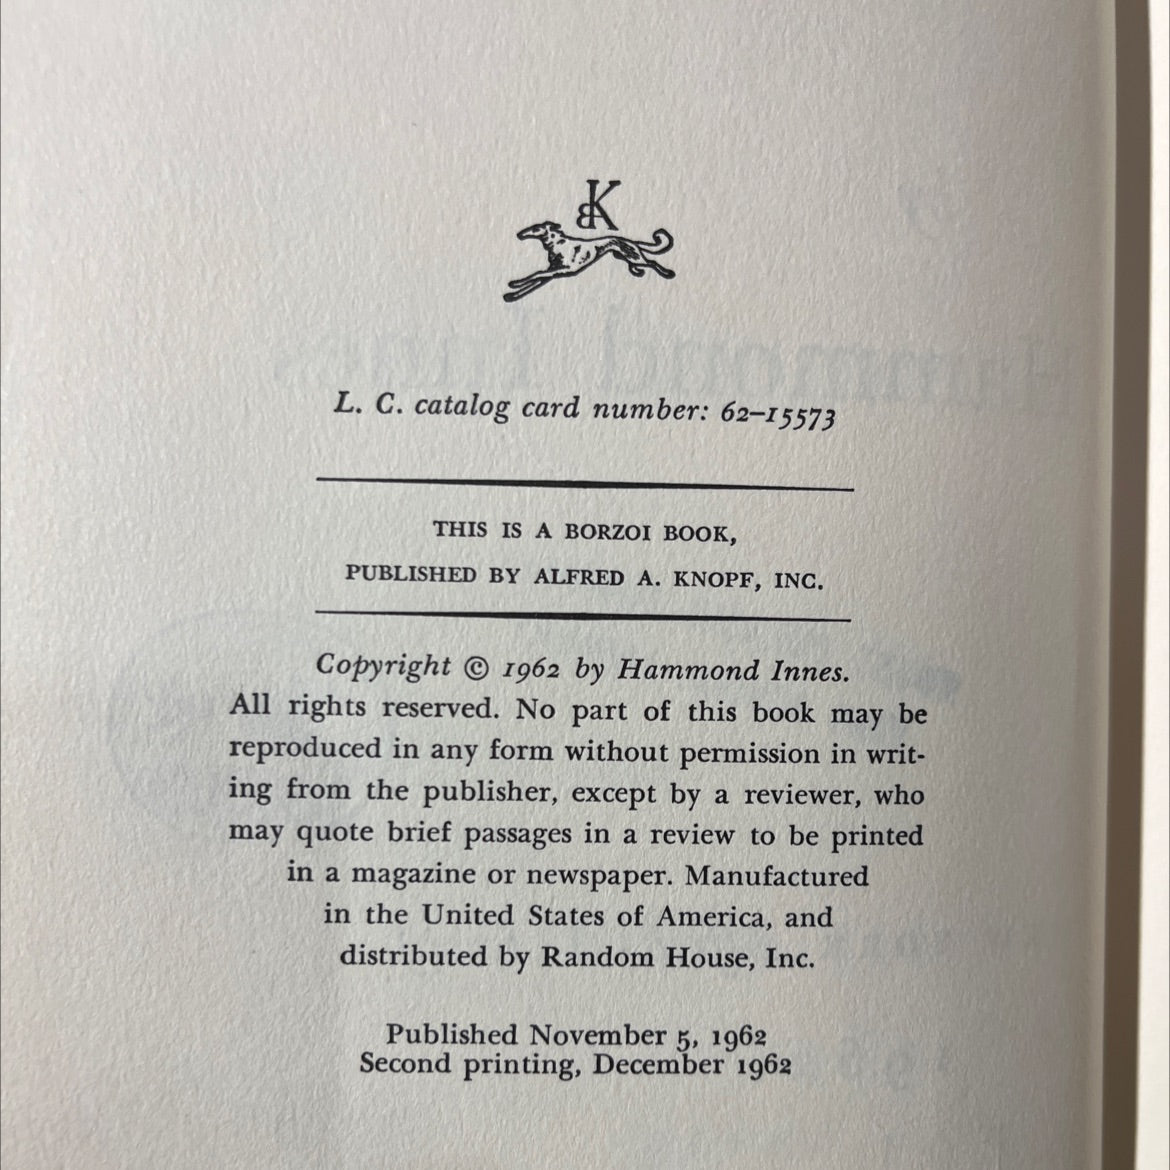 BK
L. C. catalog card number: 62–15573
THIS IS A BORZOI BOOK,
PUBLISHED BY ALFRED A. KNOPF, INC.
Copyright © 1962 by Hammond Innes.
All rights reserved. No part of this book may be
reproduced in any form without permission in writ-
ing from the publisher, except by a reviewer, who
may quote brief passages in a review to be printed
in a magazine or newspaper. Manufactured
in the United States of America, and
distributed by Random House, Inc.
Published November 5, 1962
Second printing, December 1962